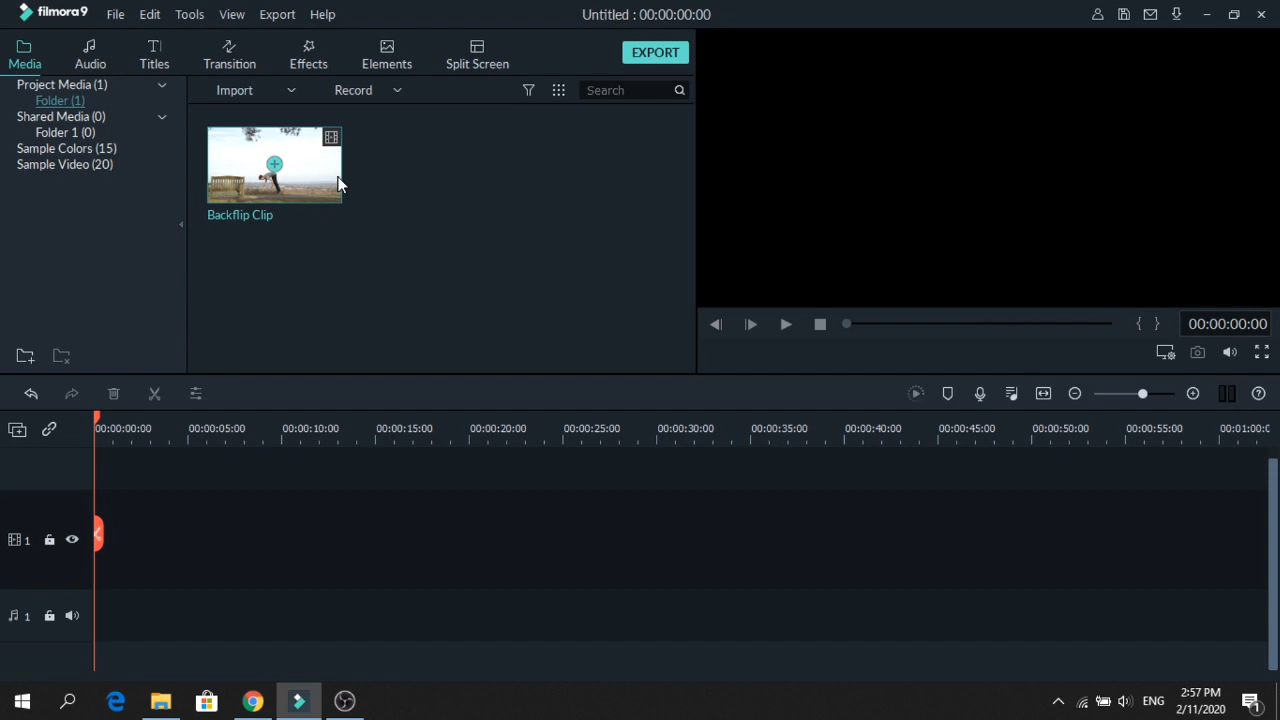 filmora9 File Edit Tools View Export Help Untitled : 00:00:00:00
Media Audio Titles Transition Effects Elements Split Screen EXPORT
Project Media (1)
Folder (1)
Shared Media (0)
Folder 1 (0)
Sample Colors (15)
Sample Video (20)
Import Record Search
Backflip Clip
{ } 00:00:00:00
00:00:00:00 00:00:05:00 00:00:10:00 00:00:15:00 00:00:20:00 00:00:25:00 00:00:30:00 00:00:35:00 00:00:40:00 00:00:45:00 00:00:50:00 00:00:55:00 00:01:00:0
1
1
ENG
2:57 PM
2/11/2020
1